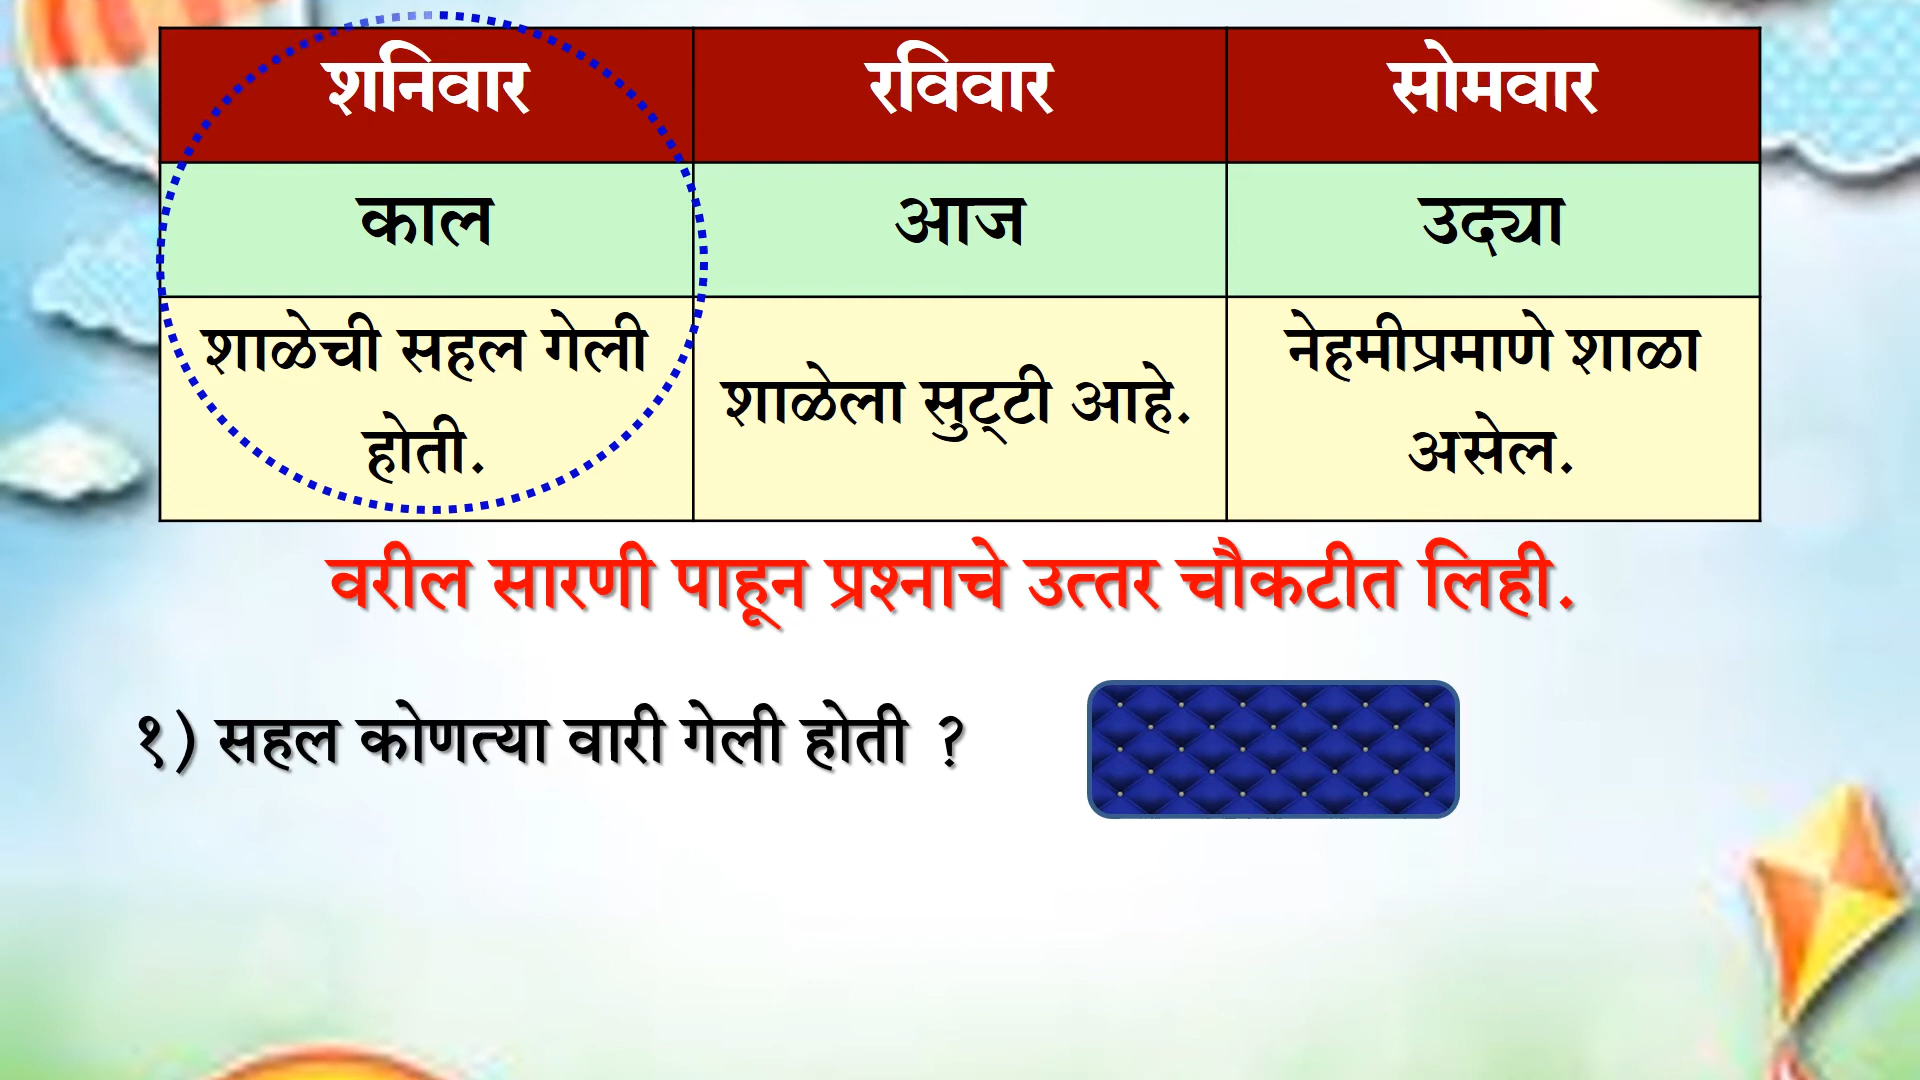 शनिवार रविवार सोमवार
काल आज उद्या
शाळेची सहल गेली
होती.
शाळेला सुट्टी आहे.
नेहमीप्रमाणे शाळा
असेल.
वरील सारणी पाहून प्रश्नाचे उत्तर चौकटीत लिही.
१) सहल कोणत्या वारी गेली होती ?